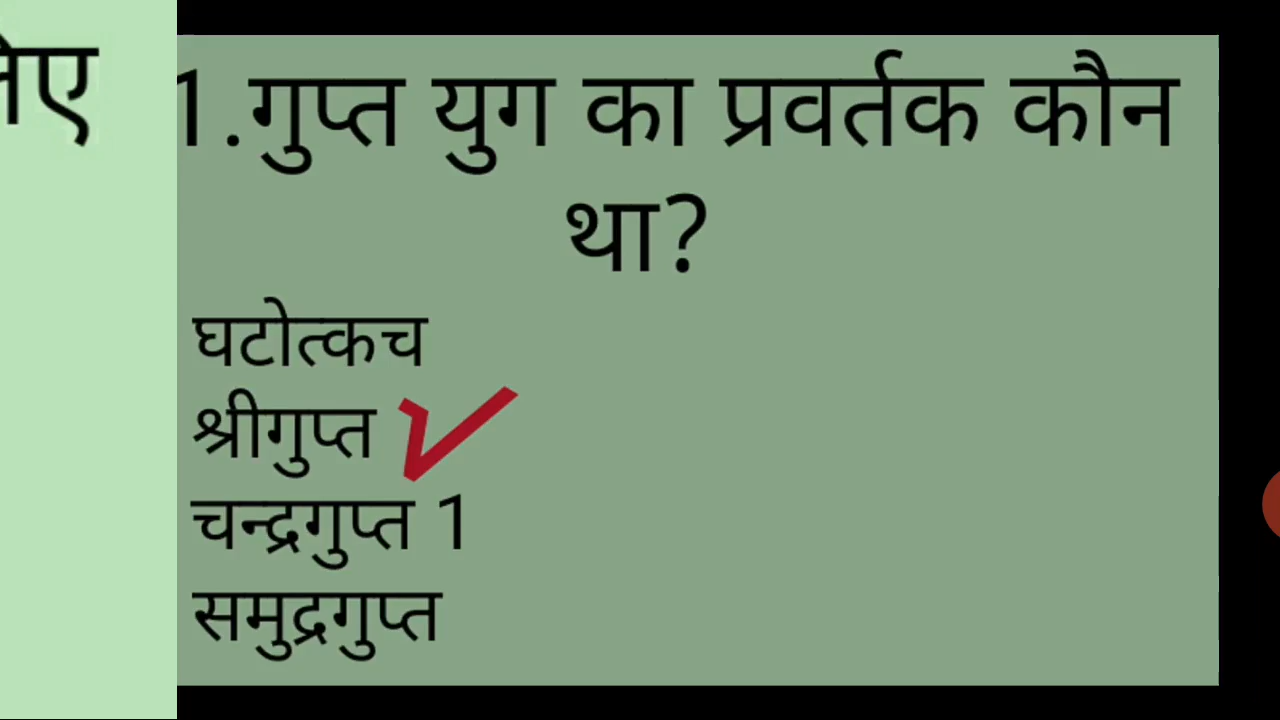 1.गुप्त युग का प्रवर्तक कौन
था?
घटोत्कच
श्रीगुप्त
चन्द्रगुप्त 1
समुद्रगुप्त